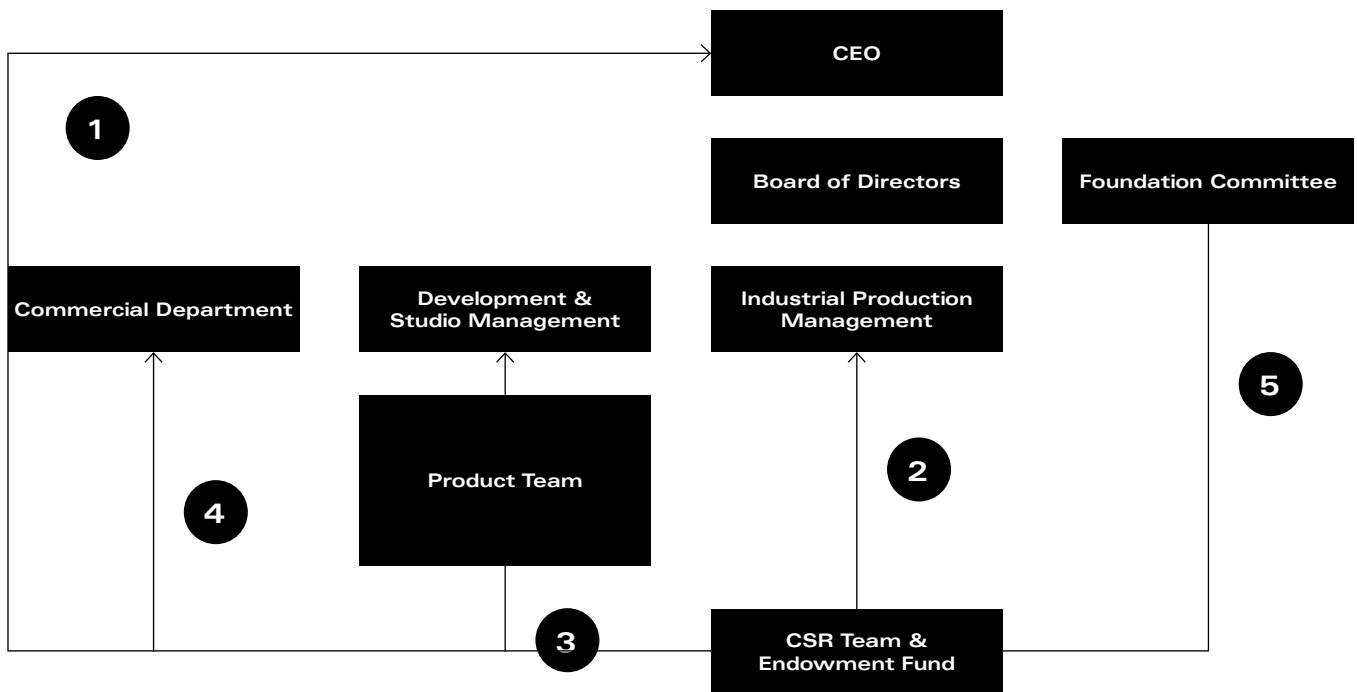 CEO
1
Board of Directors
Foundation Committee
Commercial Department
Development &
Studio Management
Industrial Production
Management
5
Product Team
2
4
3
CSR Team &
Endowment Fund